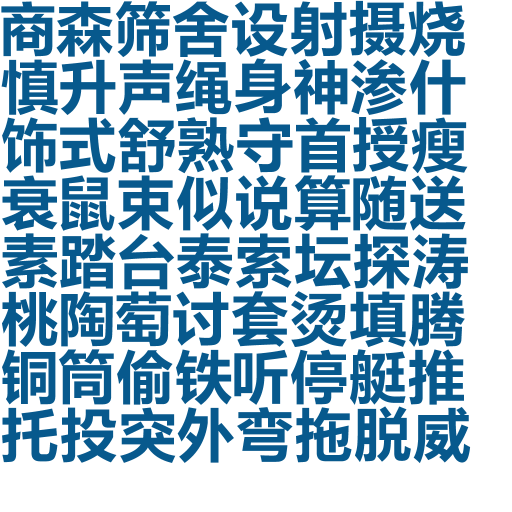 商森筛舍设射摄烧
慎升声绳身神渗什
饰式舒熟守首授瘦
衰鼠束似说算随送
素踏台泰索坛探涛
桃陶萄讨套烫填腾
铜筒偷铁听停艇推
托投突外弯拖脱威